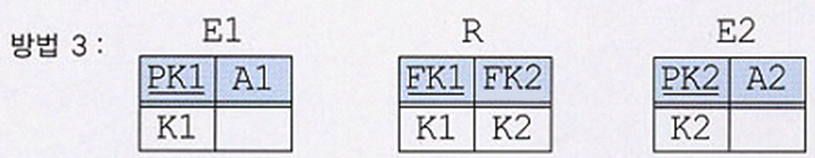 방법 3 : E1 R E2
PK1 A1 FK1 FK2 PK2 A2
K1 K1 K2 K2